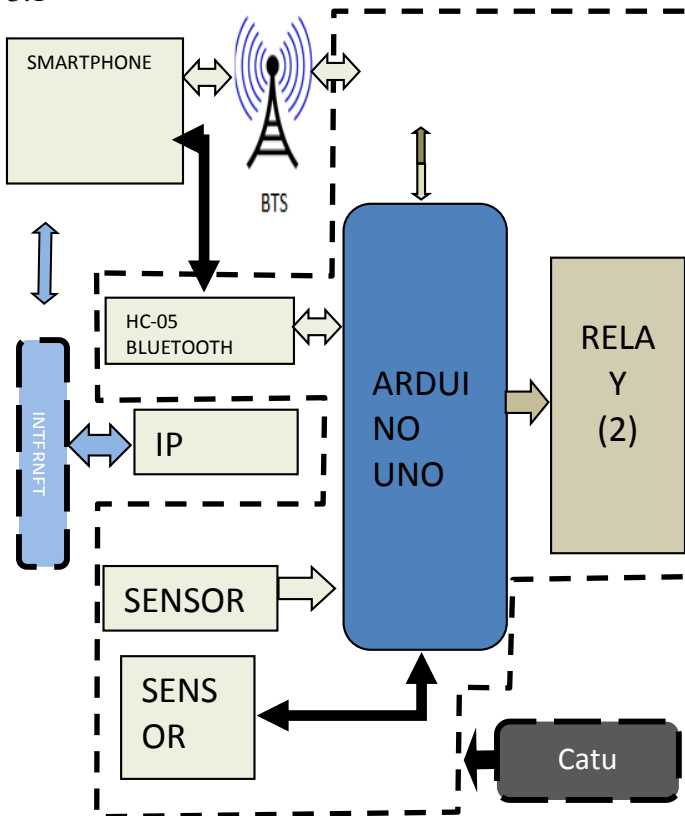 SMARTPHONE
BTS
HC-05
BLUETOOTH
INTERNET
IP
ARDUI
NO
UNO
RELA
Y
(2)
SENSOR
SENS
OR
Catu